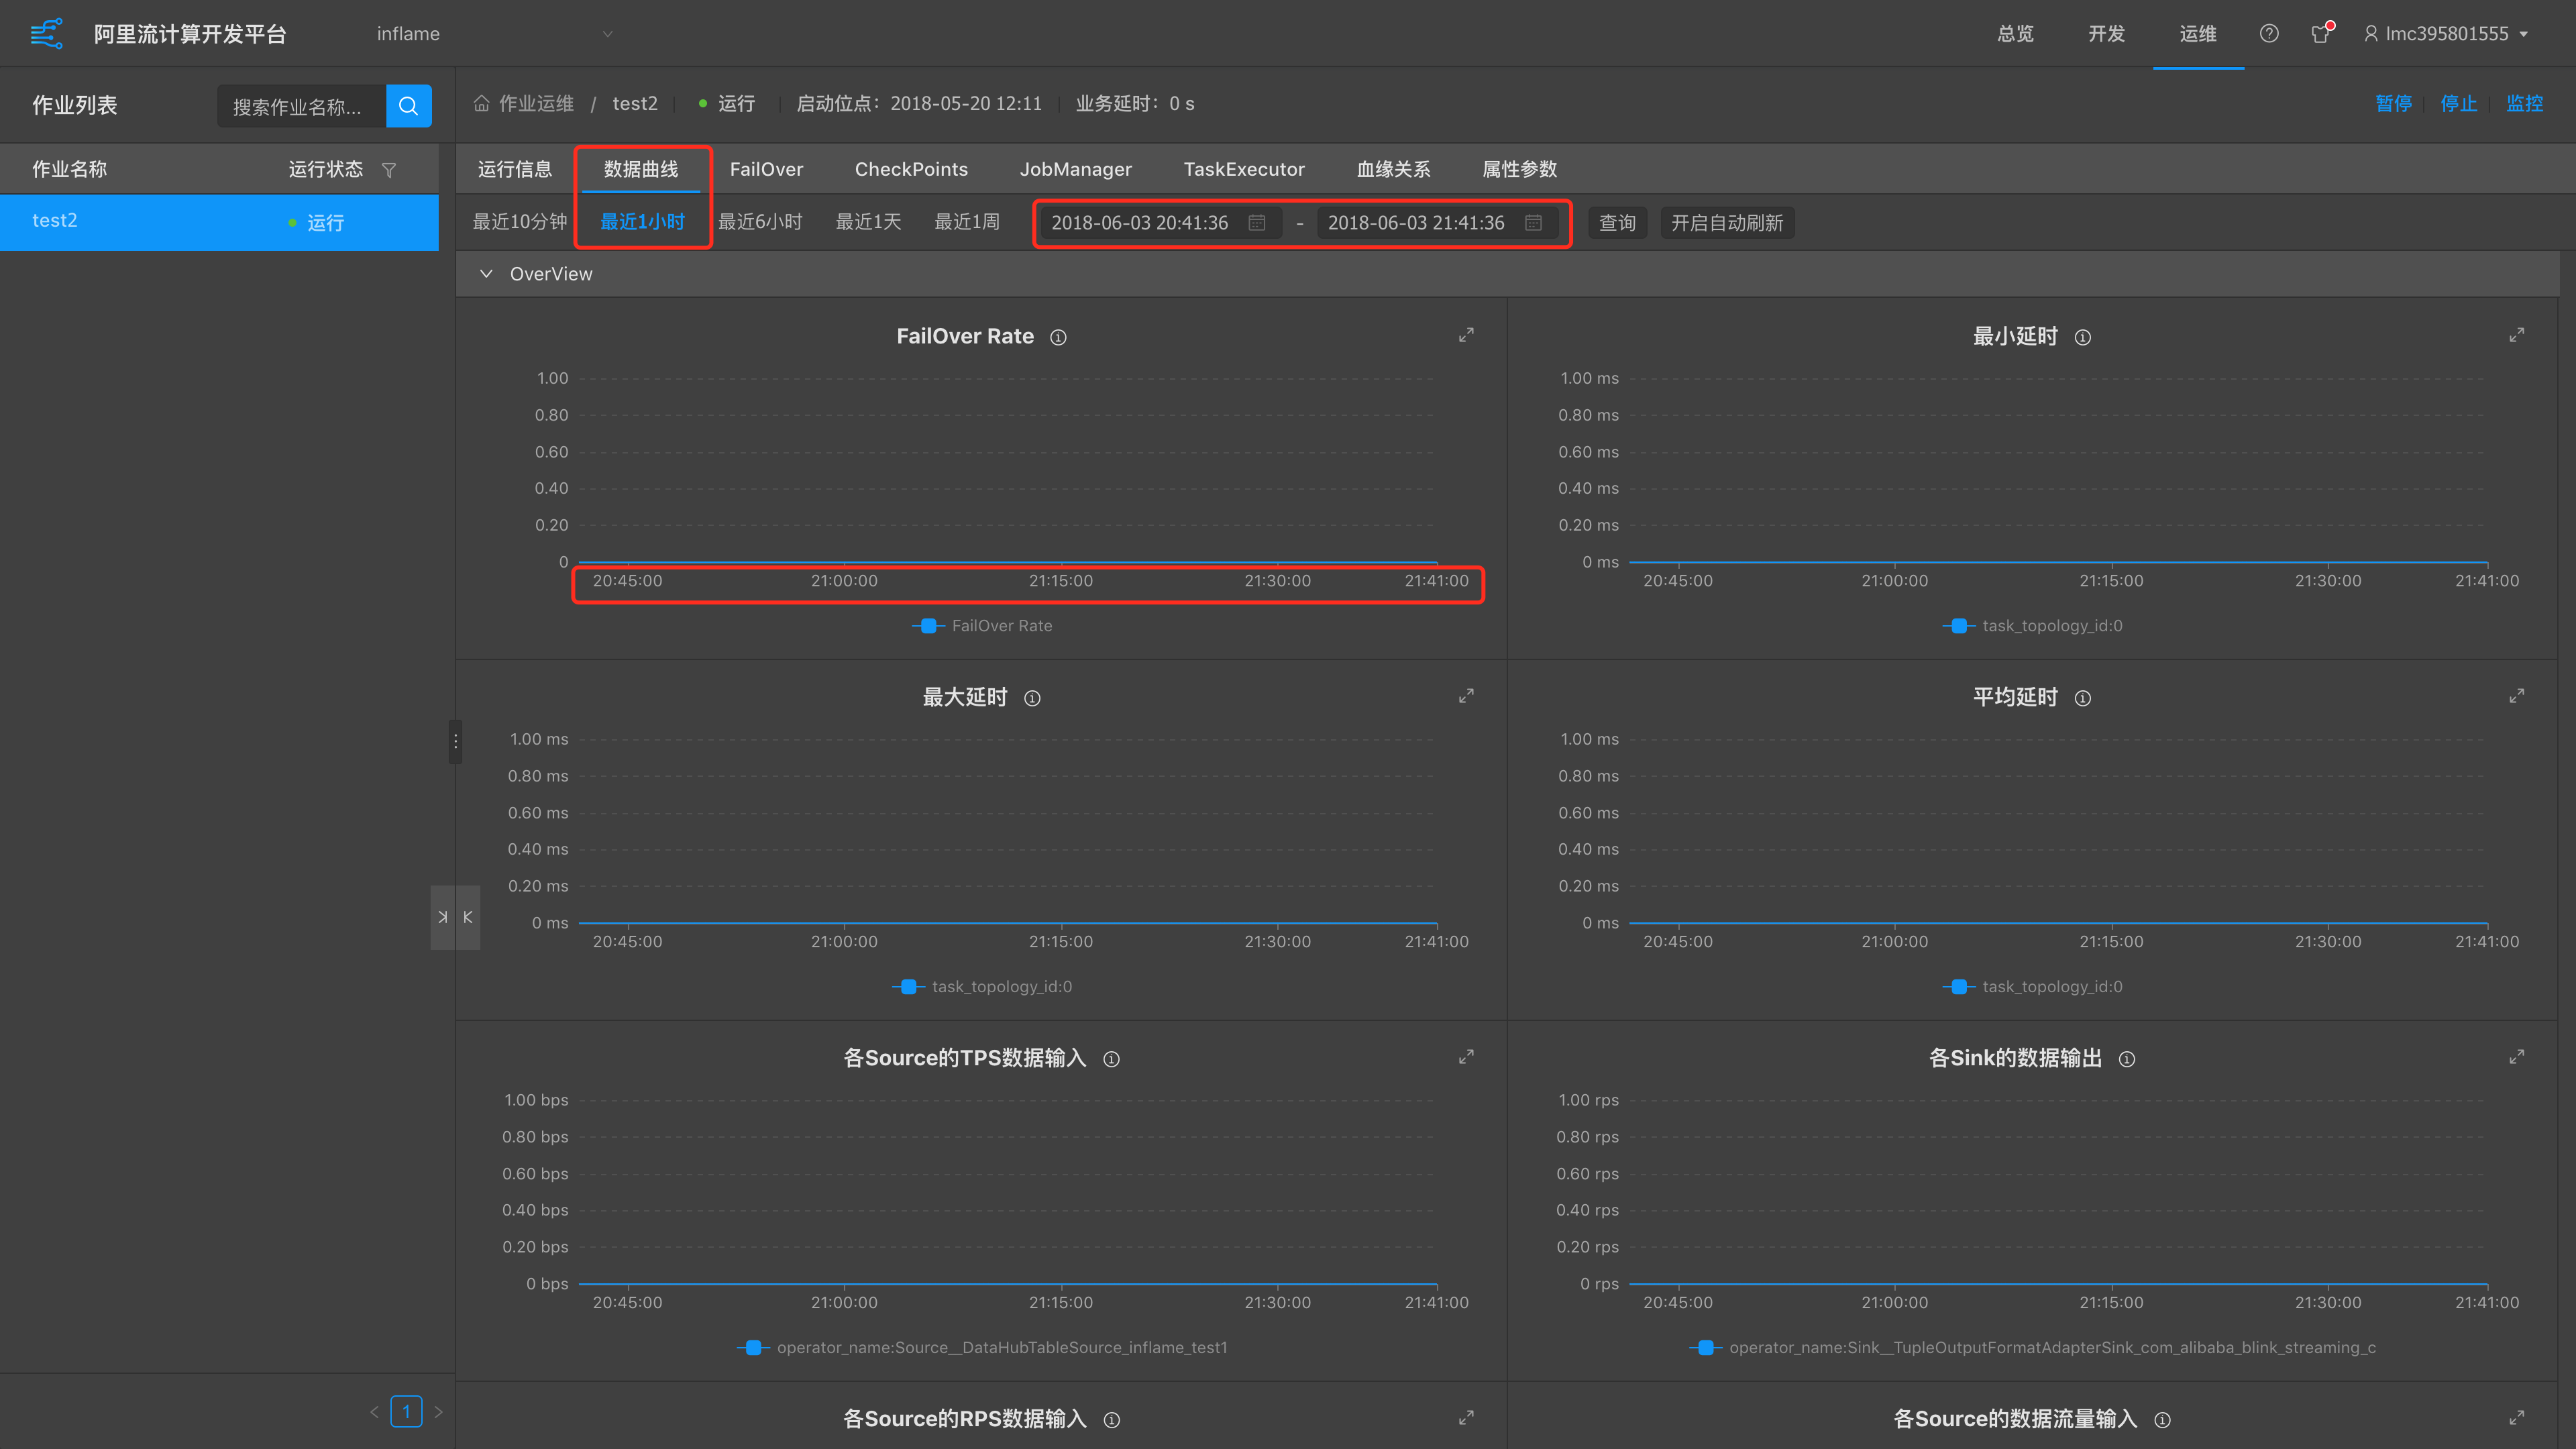 阿里流计算开发平台 inflame 总览 开发 运维 lmc395801555
作业列表 搜索作业名称...
作业运维 / test2 运行 启动位点：2018-05-20 12:11 业务延时：0 s 暂停 停止 监控
作业名称 运行状态
test2 运行
运行信息 数据曲线 FailOver CheckPoints JobManager TaskExecutor 血缘关系 属性参数
最近10分钟 最近1小时 最近6小时 最近1天 最近1周 2018-06-03 20:41:36 - 2018-06-03 21:41:36 查询 开启自动刷新
OverView
FailOver Rate
1.00
0.80
0.60
0.40
0.20
0
20:45:00 21:00:00 21:15:00 21:30:00 21:41:00
FailOver Rate
最小延时
1.00 ms
0.80 ms
0.60 ms
0.40 ms
0.20 ms
0 ms
20:45:00 21:00:00 21:15:00 21:30:00 21:41:00
task_topology_id:0
最大延时
1.00 ms
0.80 ms
0.60 ms
0.40 ms
0.20 ms
0 ms
20:45:00 21:00:00 21:15:00 21:30:00 21:41:00
task_topology_id:0
平均延时
1.00 ms
0.80 ms
0.60 ms
0.40 ms
0.20 ms
0 ms
20:45:00 21:00:00 21:15:00 21:30:00 21:41:00
task_topology_id:0
各Source的TPS数据输入
1.00 bps
0.80 bps
0.60 bps
0.40 bps
0.20 bps
0 bps
20:45:00 21:00:00 21:15:00 21:30:00 21:41:00
operator_name:Source__DataHubTableSource_inflame_test1
各Sink的数据输出
1.00 rps
0.80 rps
0.60 rps
0.40 rps
0.20 rps
0 rps
20:45:00 21:00:00 21:15:00 21:30:00 21:41:00
operator_name:Sink__TupleOutputFormatAdapterSink_com_alibaba_blink_streaming_c
各Source的RPS数据输入
各Source的数据流量输入
1